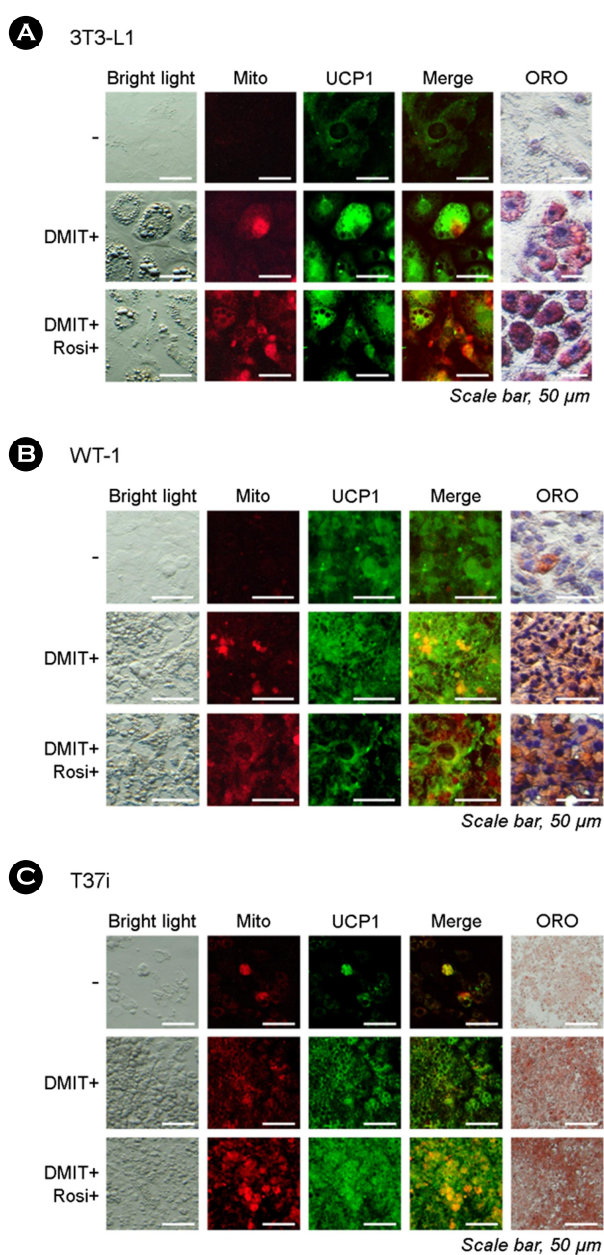 A 3T3-L1
Bright light Mito UCP1 Merge ORO
-
DMIT+
DMIT+
Rosi+
Scale bar, 50 μm
B WT-1
Bright light Mito UCP1 Merge ORO
-
DMIT+
DMIT+
Rosi+
Scale bar, 50 μm
C T37i
Bright light Mito UCP1 Merge ORO
-
DMIT+
DMIT+
Rosi+
Scale bar, 50 μm